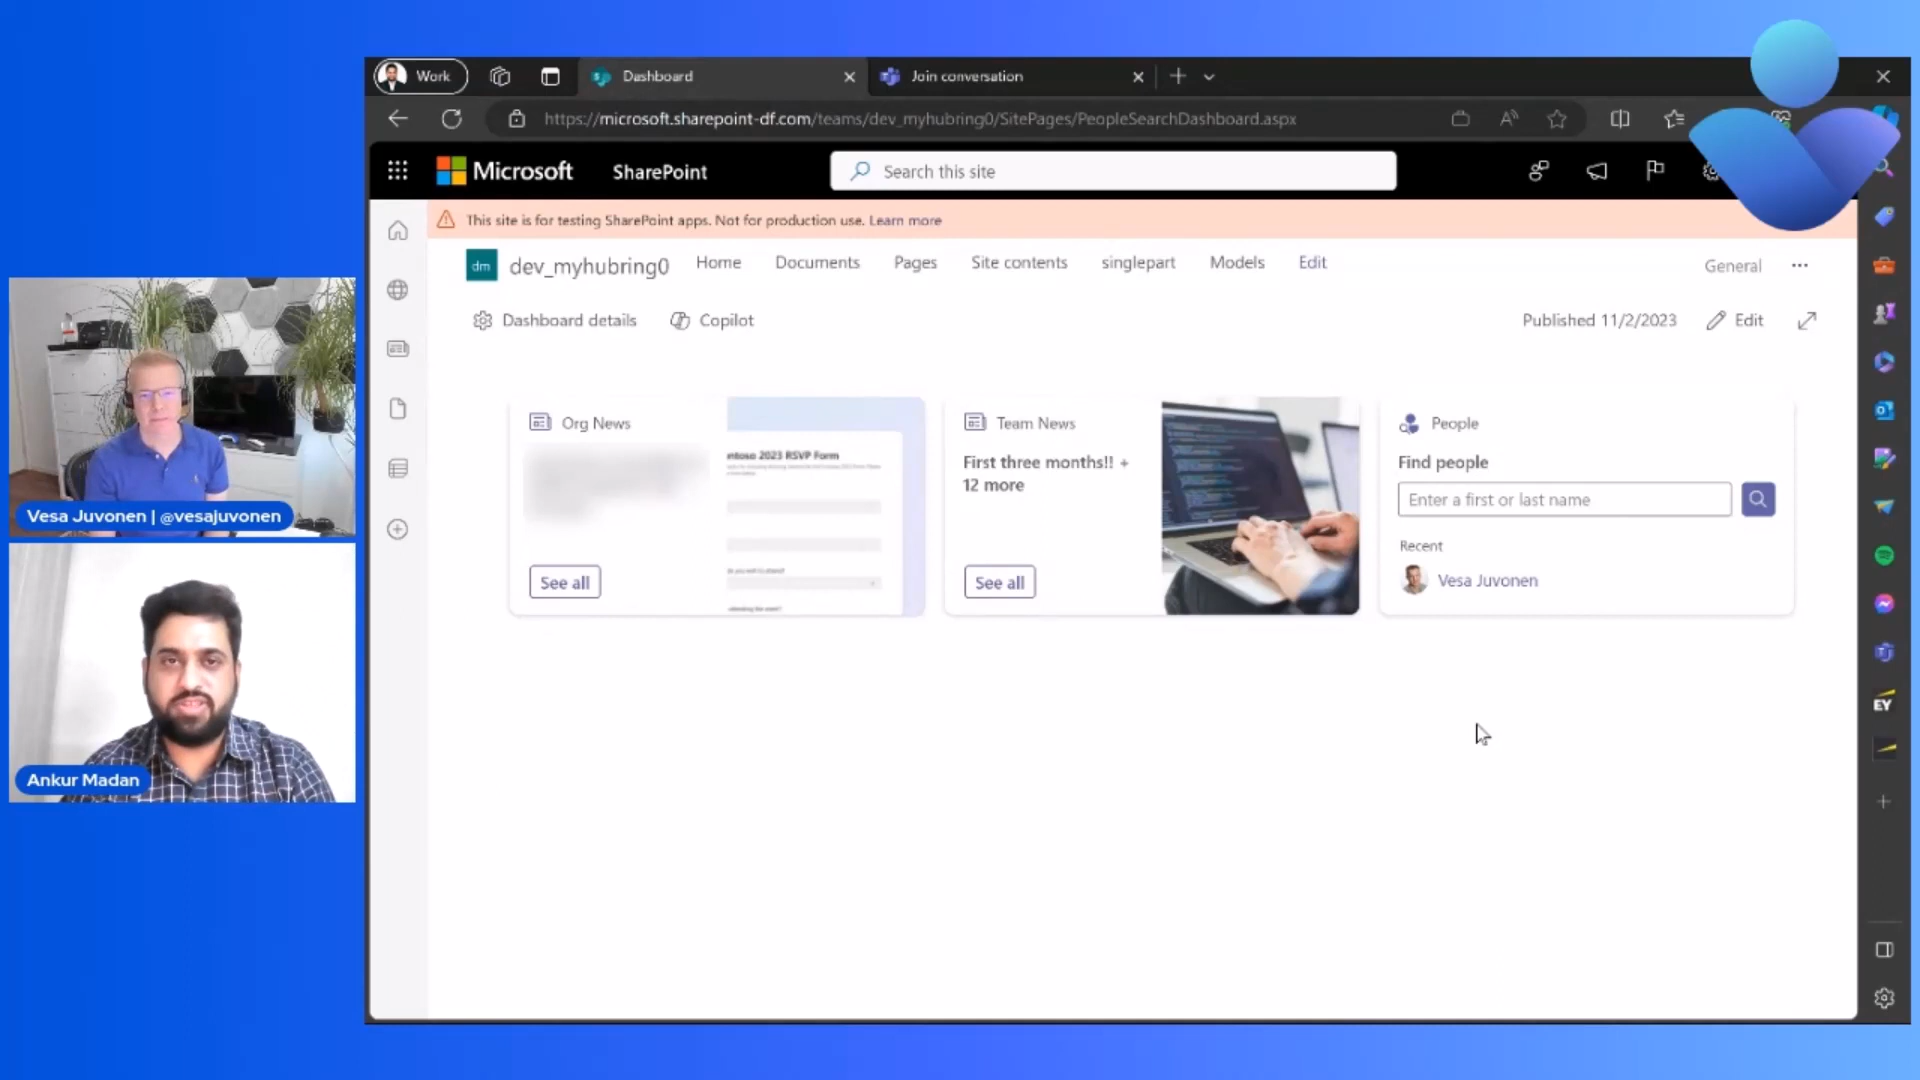 Work
Dashboard
Join conversation
https://microsoft.sharepoint-df.com/teams/dev_myhubring0/SitePages/PeopleSearchDashboard.aspx
Microsoft
SharePoint
Search this site
This site is for testing SharePoint apps. Not for production use. Learn more
dm
dev_myhubring0
Home
Documents
Pages
Site contents
singlepart
Models
Edit
General
Dashboard details
Copilot
Published 11/2/2023
Edit
Org News
ntoso 2023 RSVP Form
See all
Team News
First three months!! +
12 more
See all
People
Find people
Enter a first or last name
Recent
Vesa Juvonen
EY
Vesa Juvonen | @vesajuvonen
Ankur Madan